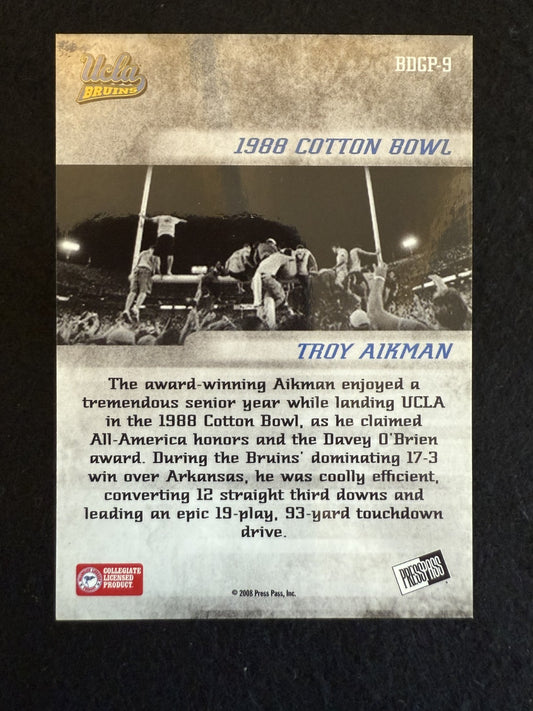 Ucla
BRUINS
BDGP-9
1988 COTTON BOWL
TROY AIKMAN
The award-winning Aikman enjoyed a
tremendous senior year while landing UCLA
in the 1988 Cotton Bowl, as he claimed
All-America honors and the Davey O'Brien
award. During the Bruins' dominating 17-3
win over Arkansas, he was coolly efficient,
converting 12 straight third downs and
leading an epic 19-play, 93-yard touchdown
drive.
COLLEGIATE
LICENSED
PRODUCT
PRESS PASS
© 2008 Press Pass, Inc.